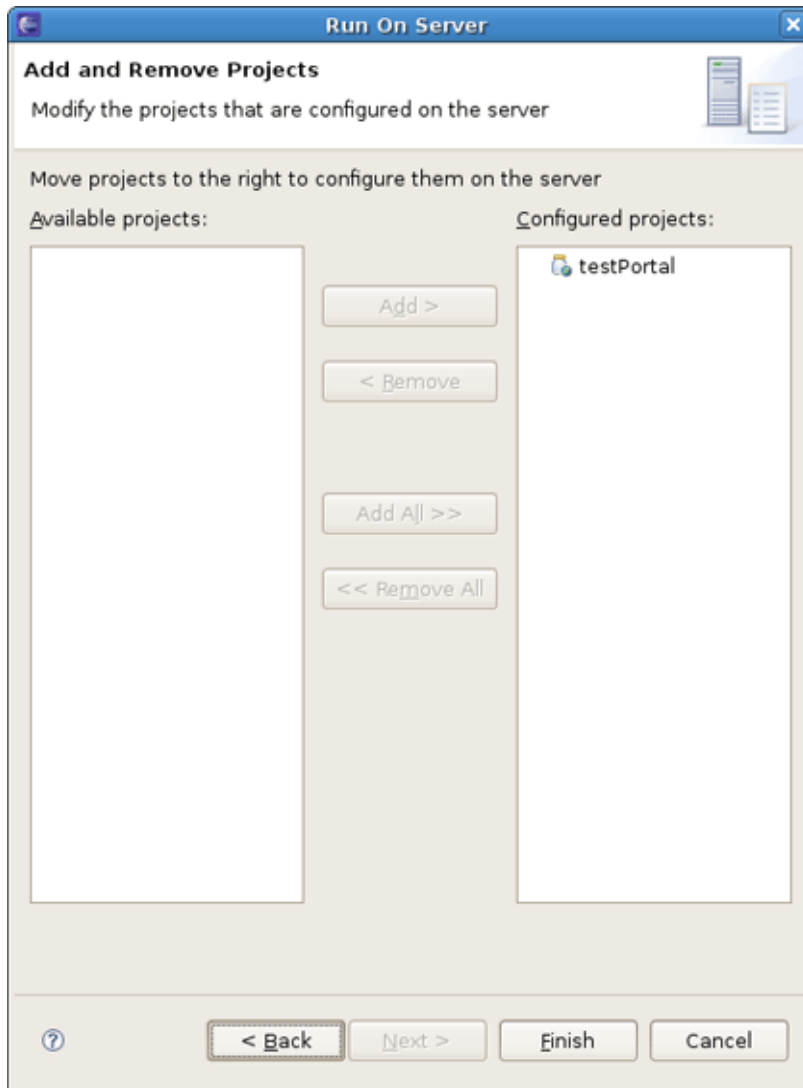 Run On Server
Add and Remove Projects
Modify the projects that are configured on the server
Move projects to the right to configure them on the server
Available projects:
Configured projects:
testPortal
Add >
< Remove
Add All >>
<< Remove All
< Back
Next >
Finish
Cancel